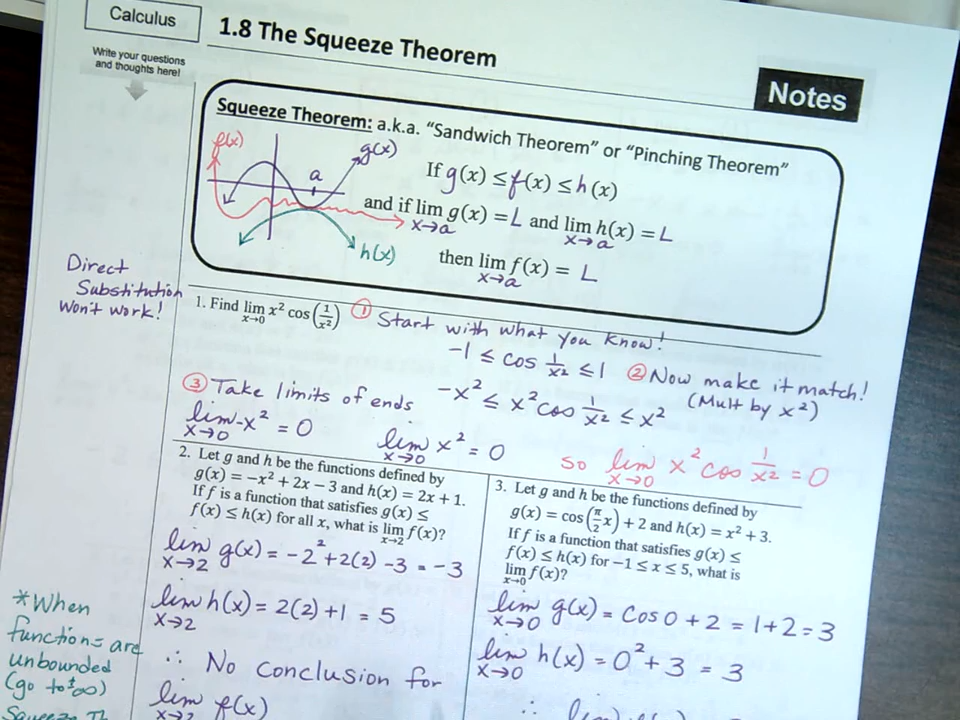 Calculus
1.8 The Squeeze Theorem
Write your questions
and thoughts here!
Notes
Squeeze Theorem: a.k.a. "Sandwich Theorem" or "Pinching Theorem"
f(x)
g(x)
a
h(x)
If g(x) ≤ f(x) ≤ h(x)
and if lim g(x) = L and lim h(x) = L
x→a x→a
then lim f(x) = L
x→a
Direct
Substitution
Won't work!
1. Find lim x² cos (1/x²)
x→0
① Start with what you know!
-1 ≤ cos 1/x² ≤ 1
② Now make it match!
(Mult by x²)
-x² ≤ x² cos 1/x² ≤ x²
③ Take limits of ends
lim -x² = 0
x→0
lim x² = 0
x→0
so lim x² cos 1/x² = 0
x→0
2. Let g and h be the functions defined by
g(x) = −x² + 2x − 3 and h(x) = 2x + 1.
If f is a function that satisfies g(x) ≤
f(x) ≤ h(x) for all x, what is lim f(x)?
x→2
lim g(x) = -2² + 2(2) - 3 = -3
x→2
lim h(x) = 2(2) + 1 = 5
x→2
∴ No conclusion for
lim f(x)
x→2
3. Let g and h be the functions defined by
g(x) = cos (π/2 x) + 2 and h(x) = x² + 3.
If f is a function that satisfies g(x) ≤
f(x) ≤ h(x) for −1 ≤ x ≤ 5, what is
lim f(x)?
x→0
lim g(x) = cos 0 + 2 = 1 + 2 = 3
x→0
lim h(x) = 0² + 3 = 3
x→0
∴ lim
*When
functions are
unbounded
(go to ±∞)
Squeeze Th